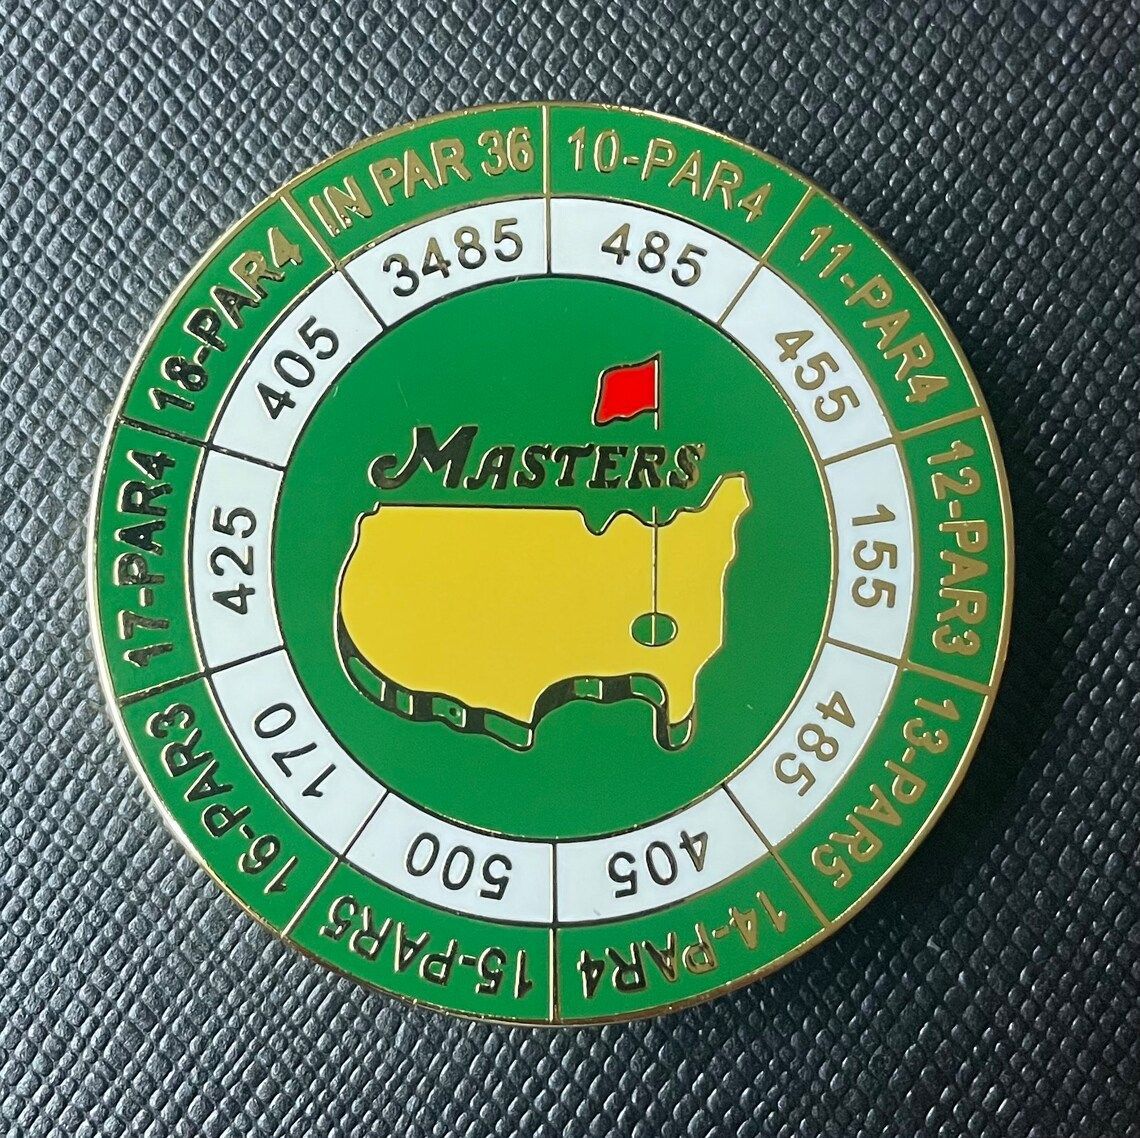 MASTERS
10-PAR4
485
11-PAR4
455
12-PAR3
155
13-PAR5
485
14-PAR4
405
15-PAR5
500
16-PAR3
170
17-PAR4
425
18-PAR4
405
IN PAR 36
3485